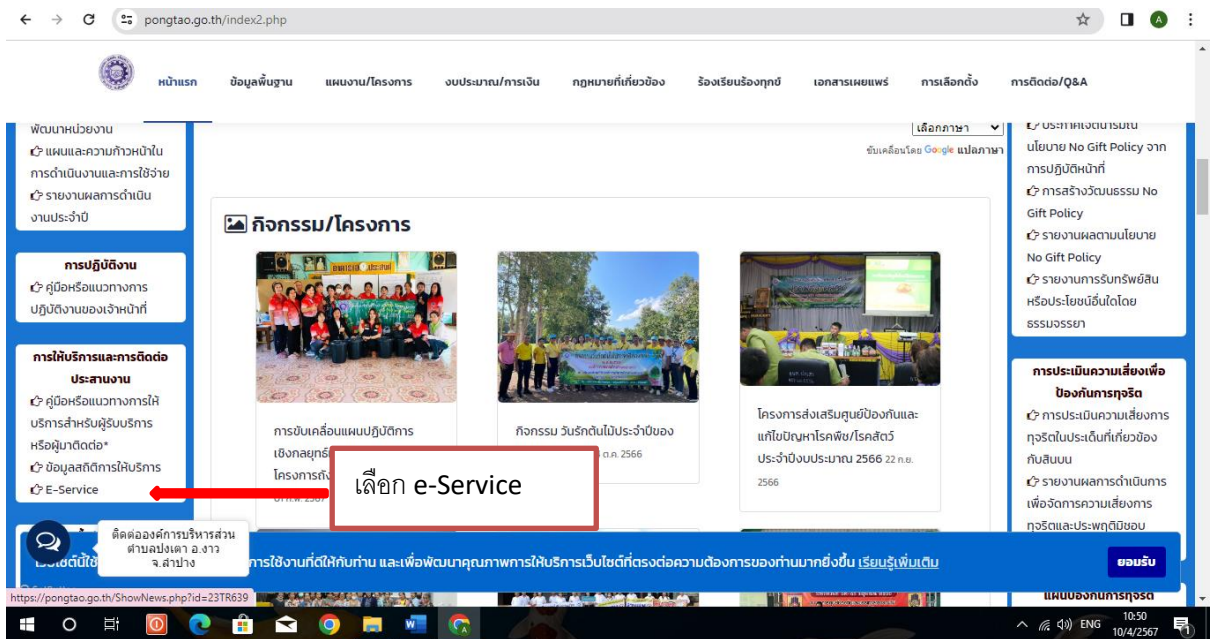 pongtao.go.th/index2.php
A
หน้าแรก
ข้อมูลพื้นฐาน
แผนงาน/โครงการ
งบประมาณ/การเงิน
กฎหมายที่เกี่ยวข้อง
ร้องเรียนร้องทุกข์
เอกสารเผยแพร่
การเลือกตั้ง
การติดต่อ/Q&A
พัฒนาหน่วยงาน
แผนและความก้าวหน้าใน
การดำเนินงานและการใช้จ่าย
รายงานผลการดำเนิน
งานประจำปี
การปฏิบัติงาน
คู่มือหรือแนวทางการ
ปฏิบัติงานของเจ้าหน้าที่
การให้บริการและการติดต่อ
ประสานงาน
คู่มือหรือแนวทางการให้
บริการสำหรับผู้รับบริการ
หรือผู้มาติดต่อ*
ข้อมูลสถิติการให้บริการ
E-Service
เลือกภาษา
ขับเคลื่อนโดย Google แปลภาษา
กิจกรรม/โครงการ
การขับเคลื่อนแผนปฏิบัติการ
กิจกรรม วันรักต้นไม้ประจำปีของ
ต.ค. 2566
โครงการส่งเสริมศูนย์ป้องกันและ
แก้ไขปัญหาโรคพืช/โรคสัตว์
ประจำปีงบประมาณ 2566 22 ก.ย.
2566
เลือก e-Service
ประกาศเจตนารมณ์
นโยบาย No Gift Policy จาก
การปฏิบัติหน้าที่
การสร้างวัฒนธรรม No
Gift Policy
รายงานผลตามนโยบาย
No Gift Policy
รายงานการรับทรัพย์สิน
หรือประโยชน์อื่นใดโดย
ธรรมจรรยา
การประเมินความเสี่ยงเพื่อ
ป้องกันการทุจริต
การประเมินความเสี่ยงการ
ทุจริตในประเด็นที่เกี่ยวข้อง
กับสินบน
รายงานผลการดำเนินการ
เพื่อจัดการความเสี่ยงการ
ทุจริตและประพฤติมิชอบ
แผนป้องกันการทุจริต
ติดต่อองค์การบริหารส่วน
ตำบลปงเตา อ.งาว
จ.ลำปาง
เว็บไซต์นี้ใช้
การใช้งานที่ดีให้กับท่าน และเพื่อพัฒนาคุณภาพการให้บริการเว็บไซต์ที่ตรงต่อความต้องการของท่านมากยิ่งขึ้น เรียนรู้เพิ่มเติม
ยอมรับ
https://pongtao.go.th/ShowNews.php?id=23TR639
ENG
10:50
10/4/2567